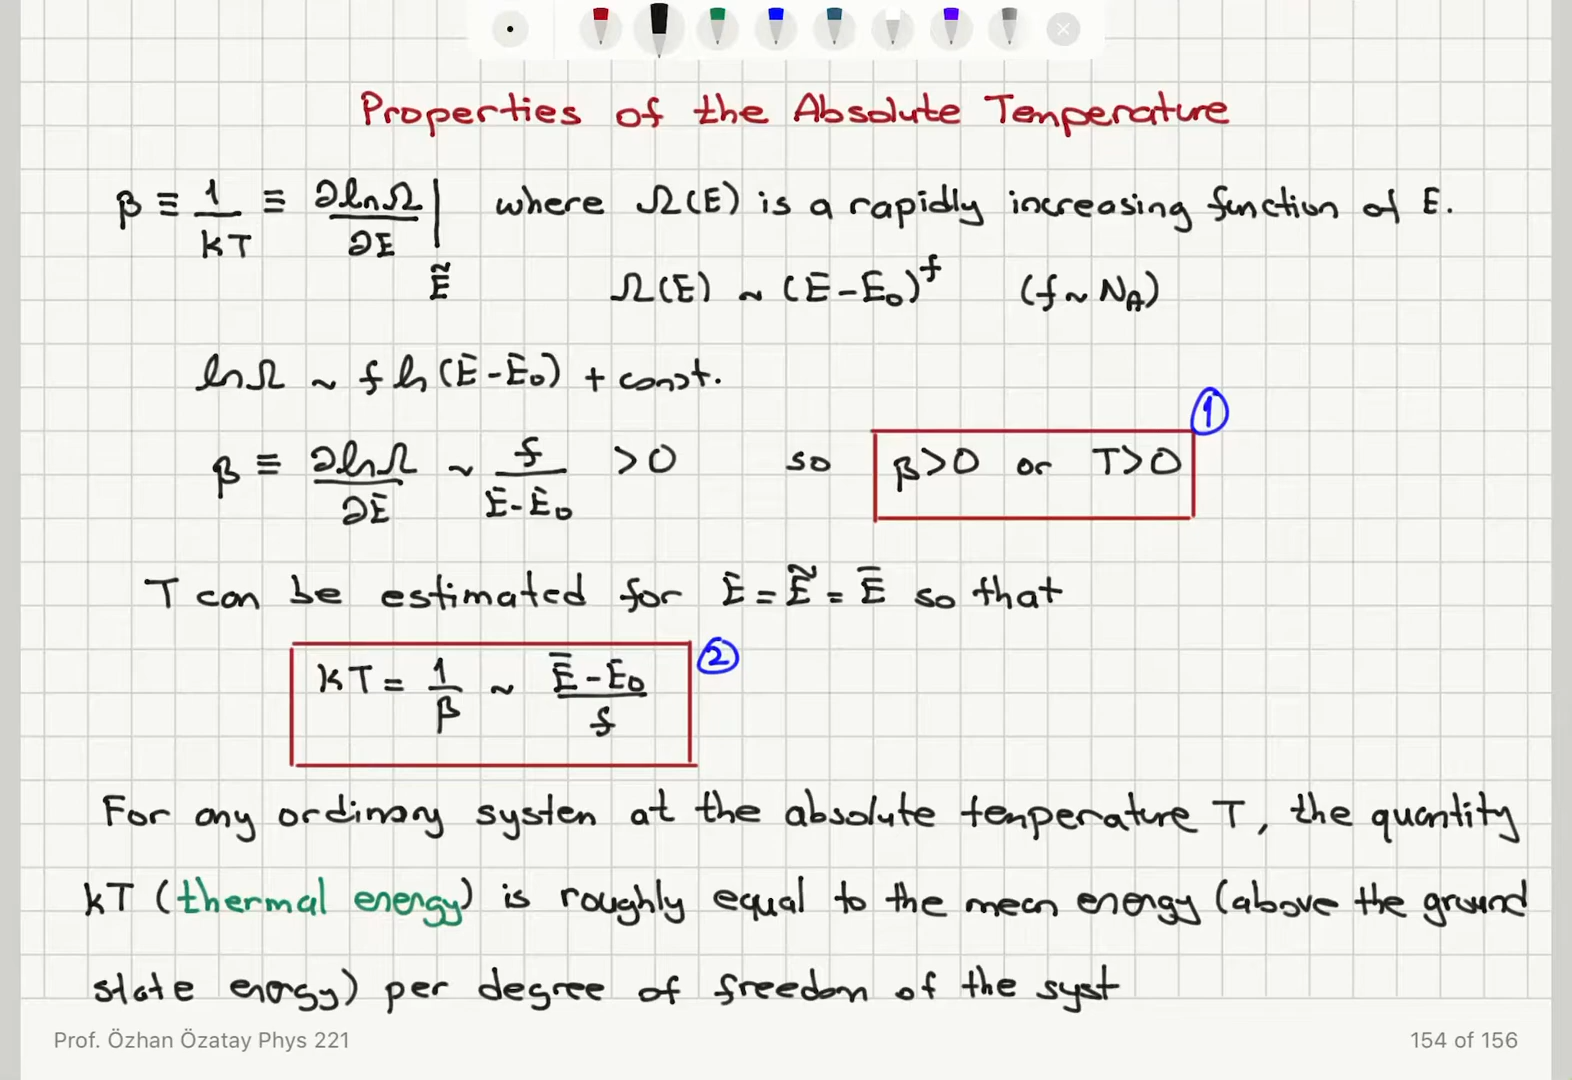 Properties of the Absolute Temperature
β ≡ 1/kT ≡ ∂lnΩ/∂E |_Ẽ where Ω(E) is a rapidly increasing function of E.
Ω(E) ~ (E-E₀)^f (f ~ N_A)
lnΩ ~ f ln(E-E₀) + const.
β ≡ ∂lnΩ/∂E ~ f/(E-E₀) >0 so β>0 or T>0 ①
T can be estimated for E = Ẽ = Ē so that
kT = 1/β ~ (Ē-E₀)/f ②
For any ordinary system at the absolute temperature T, the quantity
kT (thermal energy) is roughly equal to the mean energy (above the ground
state energy) per degree of freedom of the syst
Prof. Özhan Özatay Phys 221
154 of 156